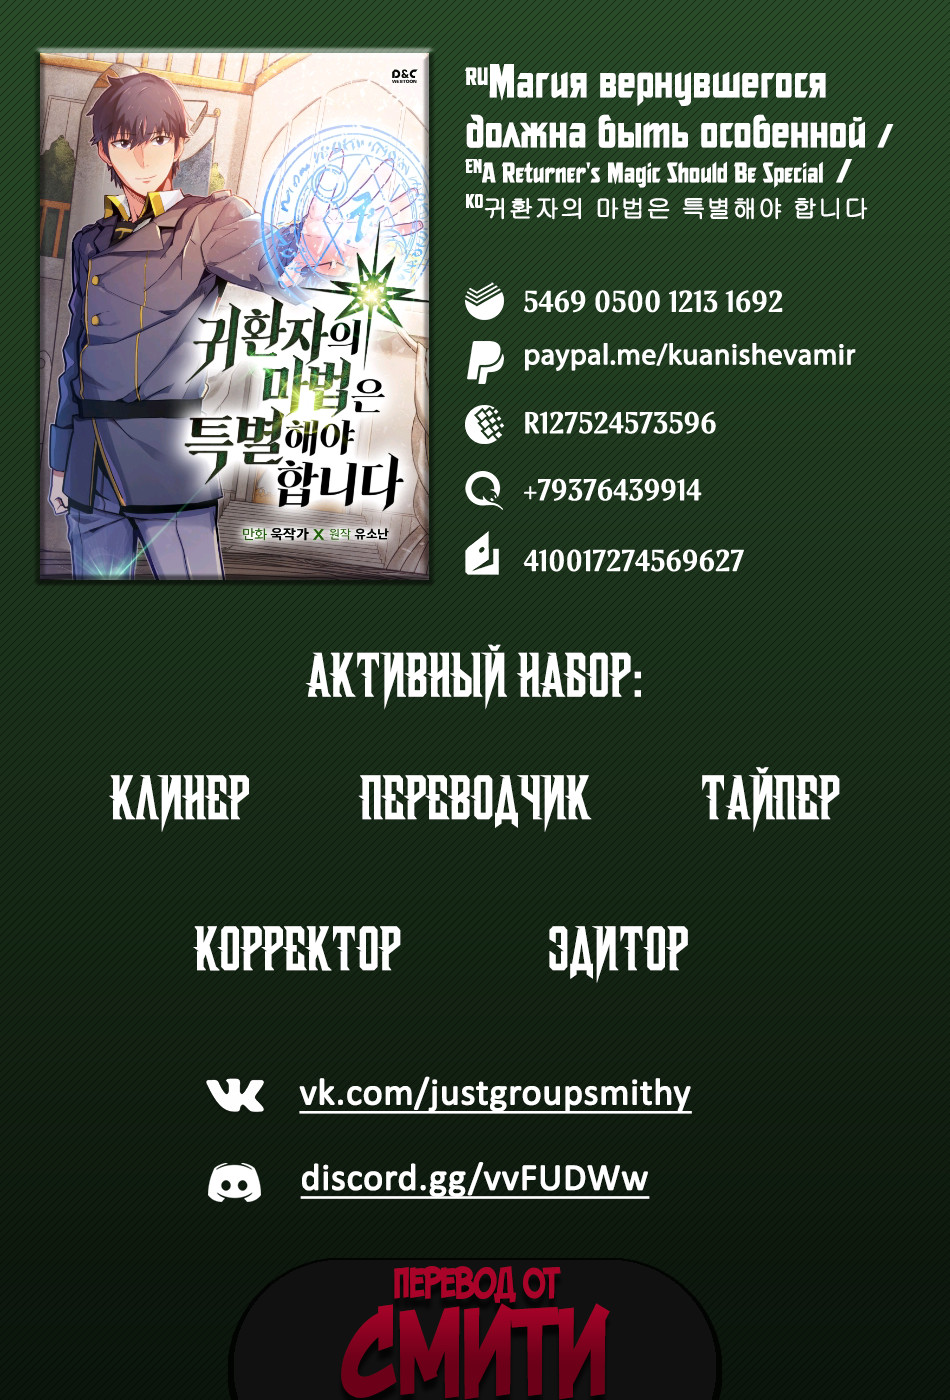 D&C
WEBTOON
귀환자의
마법은
특별해야
합니다
만화 욱작가 X 원작 유소난
RUМагия вернувшегося
должна быть особенной /
ENA Returner's Magic Should Be Special /
KO귀환자의 마법은 특별해야 합니다
5469 0500 1213 1692
paypal.me/kuanishevamir
R127524573596
+79376439914
410017274569627
АКТИВНЫЙ НАБОР:
КЛИНЕР ПЕРЕВОДЧИК ТАЙПЕР
КОРРЕКТОР ЭДИТОР
vk.com/justgroupsmithy
discord.gg/vvFUDWw
ПЕРЕВОД ОТ
СМИТИ